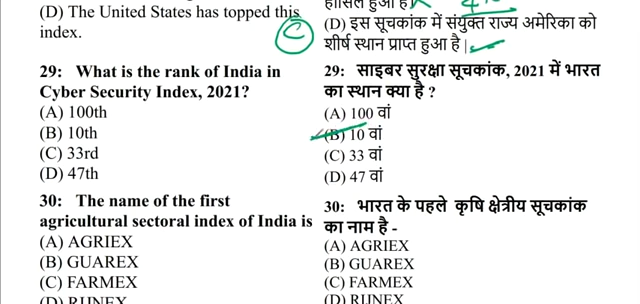 (D) The United States has topped this
index.
29: What is the rank of India in
Cyber Security Index, 2021?
(A) 100th
(B) 10th
(C) 33rd
(D) 47th
30: The name of the first
agricultural sectoral index of India is
(A) AGRIEX
(B) GUAREX
(C) FARMEX
(D) RIINEX
C
(D) इस सूचकांक में संयुक्त राज्य अमेरिका को
शीर्ष स्थान प्राप्त हुआ है।
29: साइबर सुरक्षा सूचकांक, 2021 में भारत
का स्थान क्या है ?
(A) 100 वां
(B) 10 वां
(C) 33 वां
(D) 47 वां
30: भारत के पहले कृषि क्षेत्रीय सूचकांक
का नाम है -
(A) AGRIEX
(B) GUAREX
(C) FARMEX
(D) RIINEX